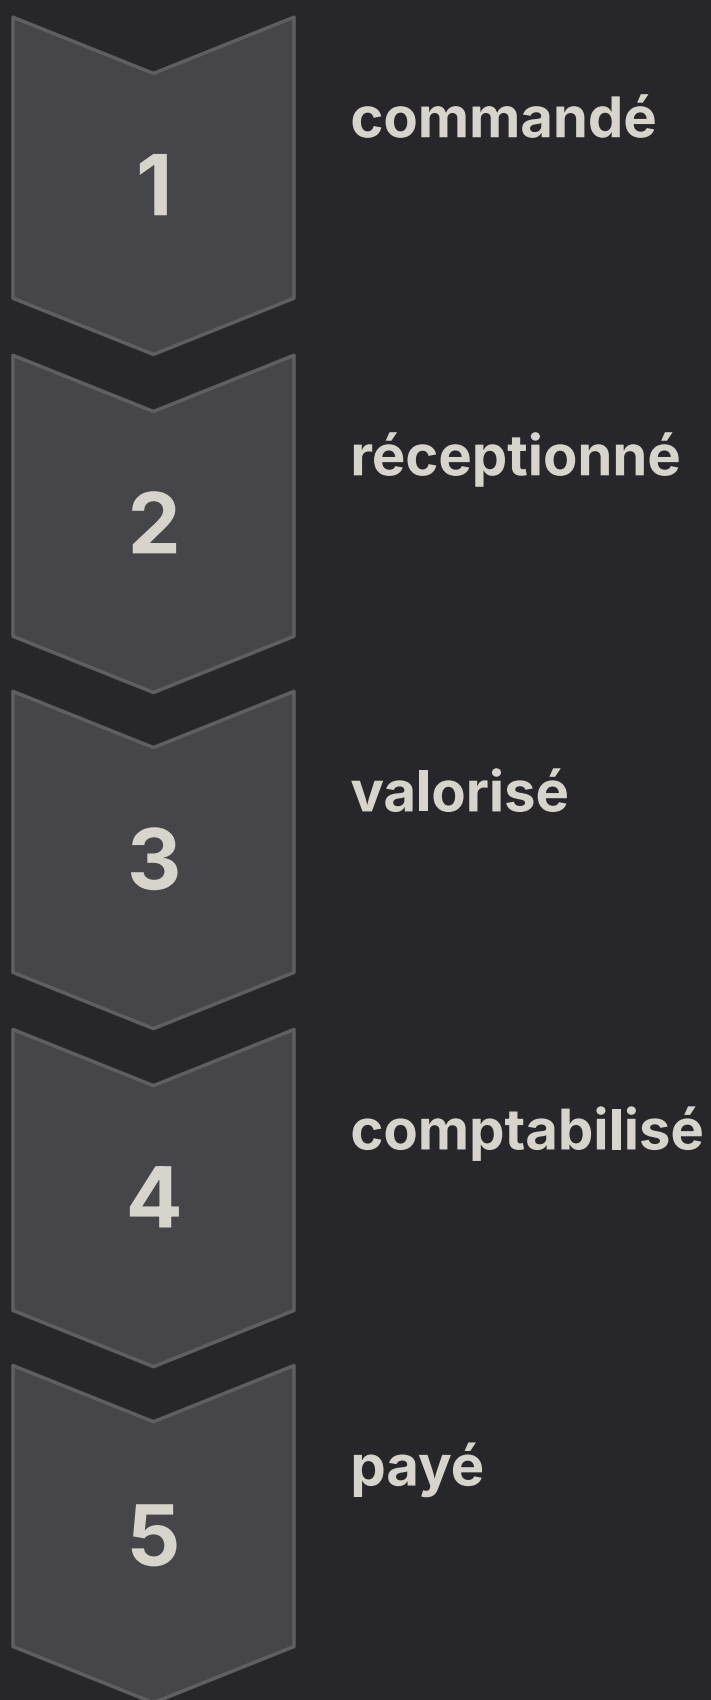 commandé
1
réceptionné
2
valorisé
3
comptabilisé
4
payé
5